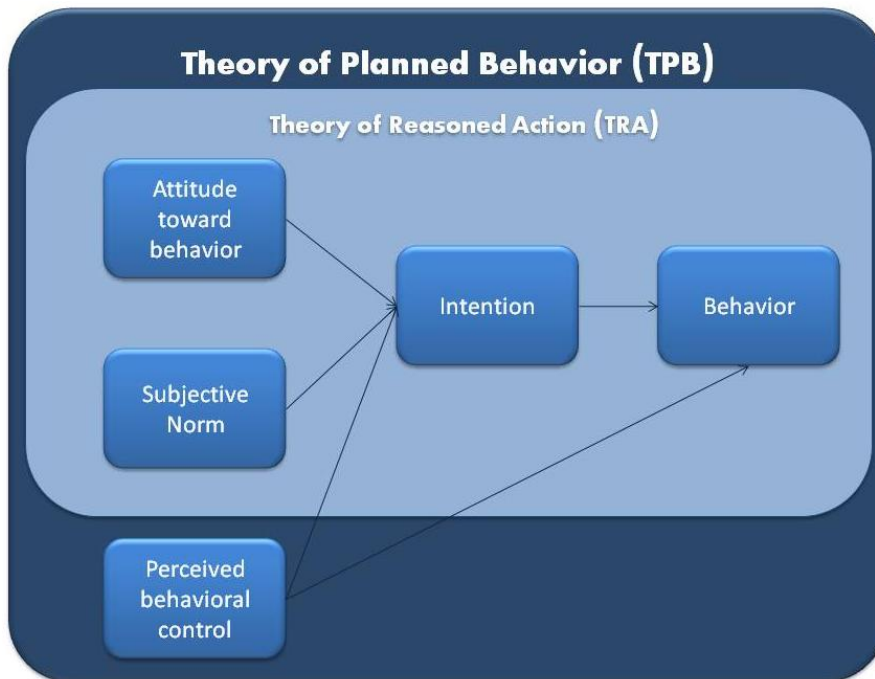 Theory of Planned Behavior (TPB)
Theory of Reasoned Action (TRA)
Attitude
toward
behavior
Intention
Behavior
Subjective
Norm
Perceived
behavioral
control